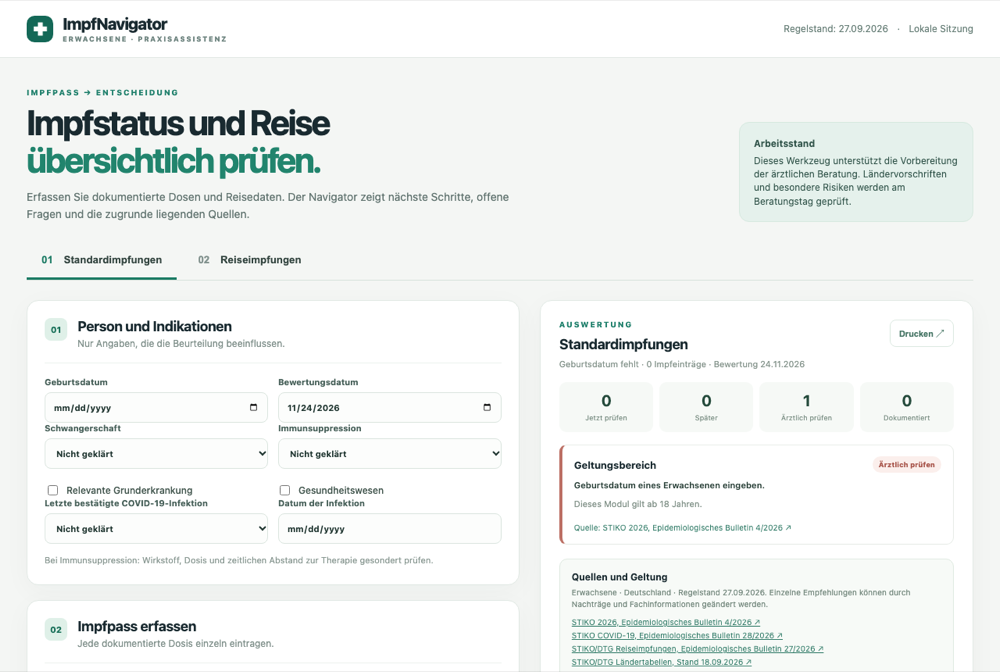 ImpfNavigator
ERWACHSENE · PRAXISASSISTENZ
Regelstand: 27.09.2026 · Lokale Sitzung
IMPFPASS → ENTSCHEIDUNG
Impfstatus und Reise
übersichtlich prüfen.
Erfassen Sie dokumentierte Dosen und Reisedaten. Der Navigator zeigt nächste Schritte, offene
Fragen und die zugrunde liegenden Quellen.
Arbeitsstand
Dieses Werkzeug unterstützt die Vorbereitung
der ärztlichen Beratung. Ländervorschriften
und besondere Risiken werden am
Beratungstag geprüft.
01 Standardimpfungen 02 Reiseimpfungen
01 Person und Indikationen
Nur Angaben, die die Beurteilung beeinflussen.
Geburtsdatum Bewertungsdatum
mm/dd/yyyy 11/24/2026
Schwangerschaft Immunsuppression
Nicht geklärt Nicht geklärt
Relevante Grunderkrankung Gesundheitswesen
Letzte bestätigte COVID-19-Infektion Datum der Infektion
Nicht geklärt mm/dd/yyyy
Bei Immunsuppression: Wirkstoff, Dosis und zeitlichen Abstand zur Therapie gesondert prüfen.
02 Impfpass erfassen
Jede dokumentierte Dosis einzeln eintragen.
AUSWERTUNG
Standardimpfungen
Drucken ↗
Geburtsdatum fehlt · 0 Impfeinträge · Bewertung 24.11.2026
0 0 1 0
Jetzt prüfen Später Ärztlich prüfen Dokumentiert
Geltungsbereich Ärztlich prüfen
Geburtsdatum eines Erwachsenen eingeben.
Dieses Modul gilt ab 18 Jahren.
Quelle: STIKO 2026, Epidemiologisches Bulletin 4/2026 ↗
Quellen und Geltung
Erwachsene · Deutschland · Regelstand 27.09.2026. Einzelne Empfehlungen können durch
Nachträge und Fachinformationen geändert werden.
STIKO 2026, Epidemiologisches Bulletin 4/2026 ↗
STIKO COVID-19, Epidemiologisches Bulletin 28/2026 ↗
STIKO/DTG Reiseimpfungen, Epidemiologisches Bulletin 27/2026 ↗
STIKO/DTG Ländertabellen, Stand 18.09.2026 ↗